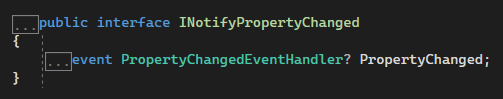 ...public interface INotifyPropertyChanged
{
...event PropertyChangedEventHandler? PropertyChanged;
}